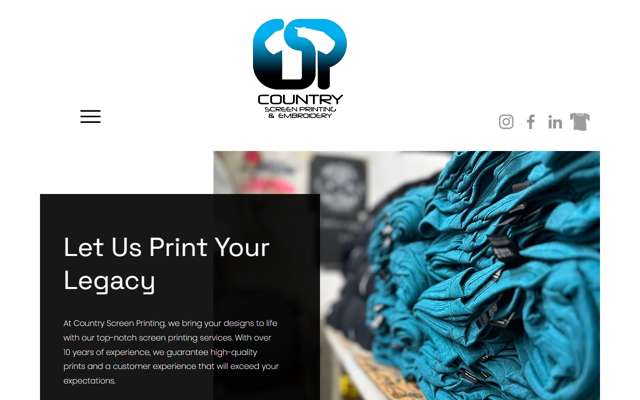 CSP
COUNTRY
SCREEN PRINTING
& EMBROIDERY
Let Us Print Your
Legacy
At Country Screen Printing, we bring your designs to life
with our top-notch screen printing services. With over
10 years of experience, we guarantee high-quality
prints and a customer experience that will exceed your
expectations.